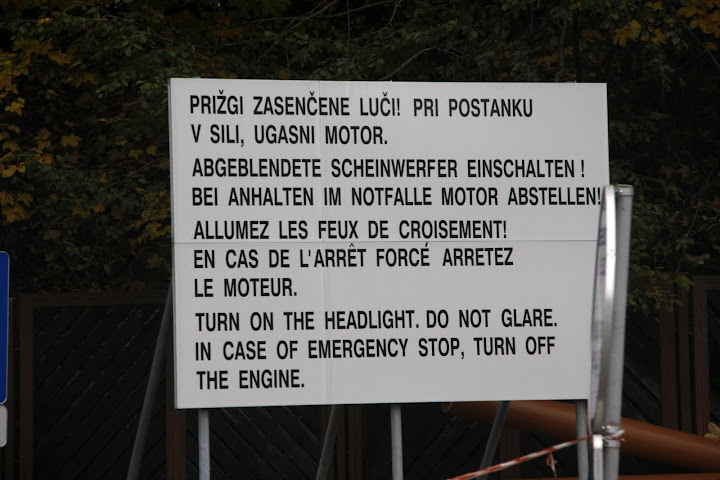 PRIŽGI ZASENČENE LUČI! PRI POSTANKU
V SILI, UGASNI MOTOR.
ABGEBLENDETE SCHEINWERFER EINSCHALTEN!
BEI ANHALTEN IM NOTFALLE MOTOR ABSTELLEN!
ALLUMEZ LES FEUX DE CROISEMENT!
EN CAS DE L'ARRÊT FORCÉ ARRETEZ
LE MOTEUR.
TURN ON THE HEADLIGHT. DO NOT GLARE.
IN CASE OF EMERGENCY STOP, TURN OFF
THE ENGINE.